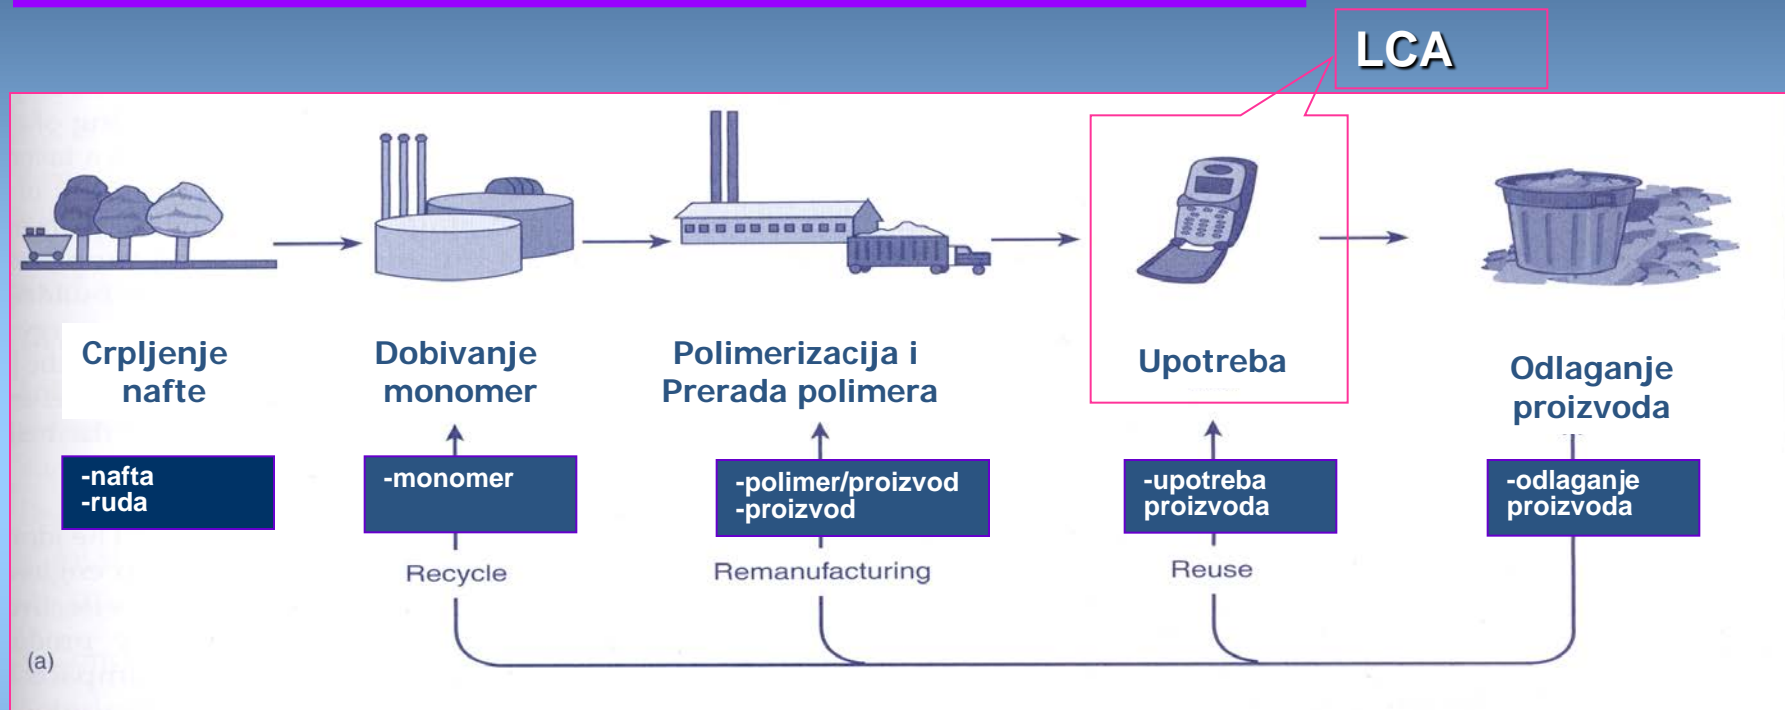 LCA
Crpljenje
nafte
Dobivanje
monomer
Polimerizacija i
Prerada polimera
Upotreba
Odlaganje
proizvoda
-nafta
-ruda
-monomer
-polimer/proizvod
-proizvod
-upotreba
proizvoda
-odlaganje
proizvoda
Recycle
Remanufacturing
Reuse
(a)